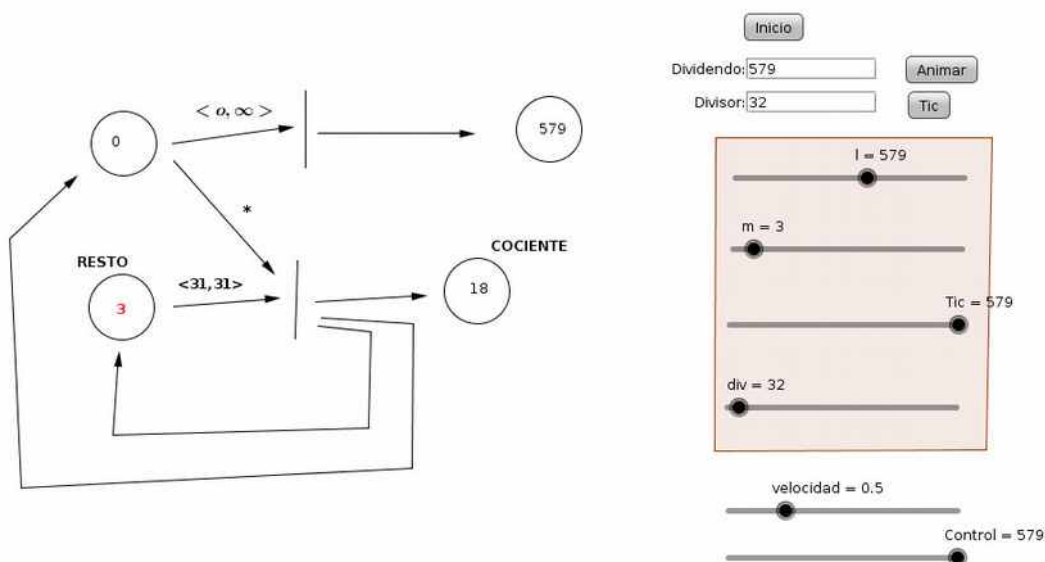 Inicio
Dividendo: 579
Animar
Divisor: 32
Tic
< o, ∞ >
0
579
*
RESTO
<31,31>
3
COCIENTE
18
l = 579
m = 3
Tic = 579
div = 32
velocidad = 0.5
Control = 579